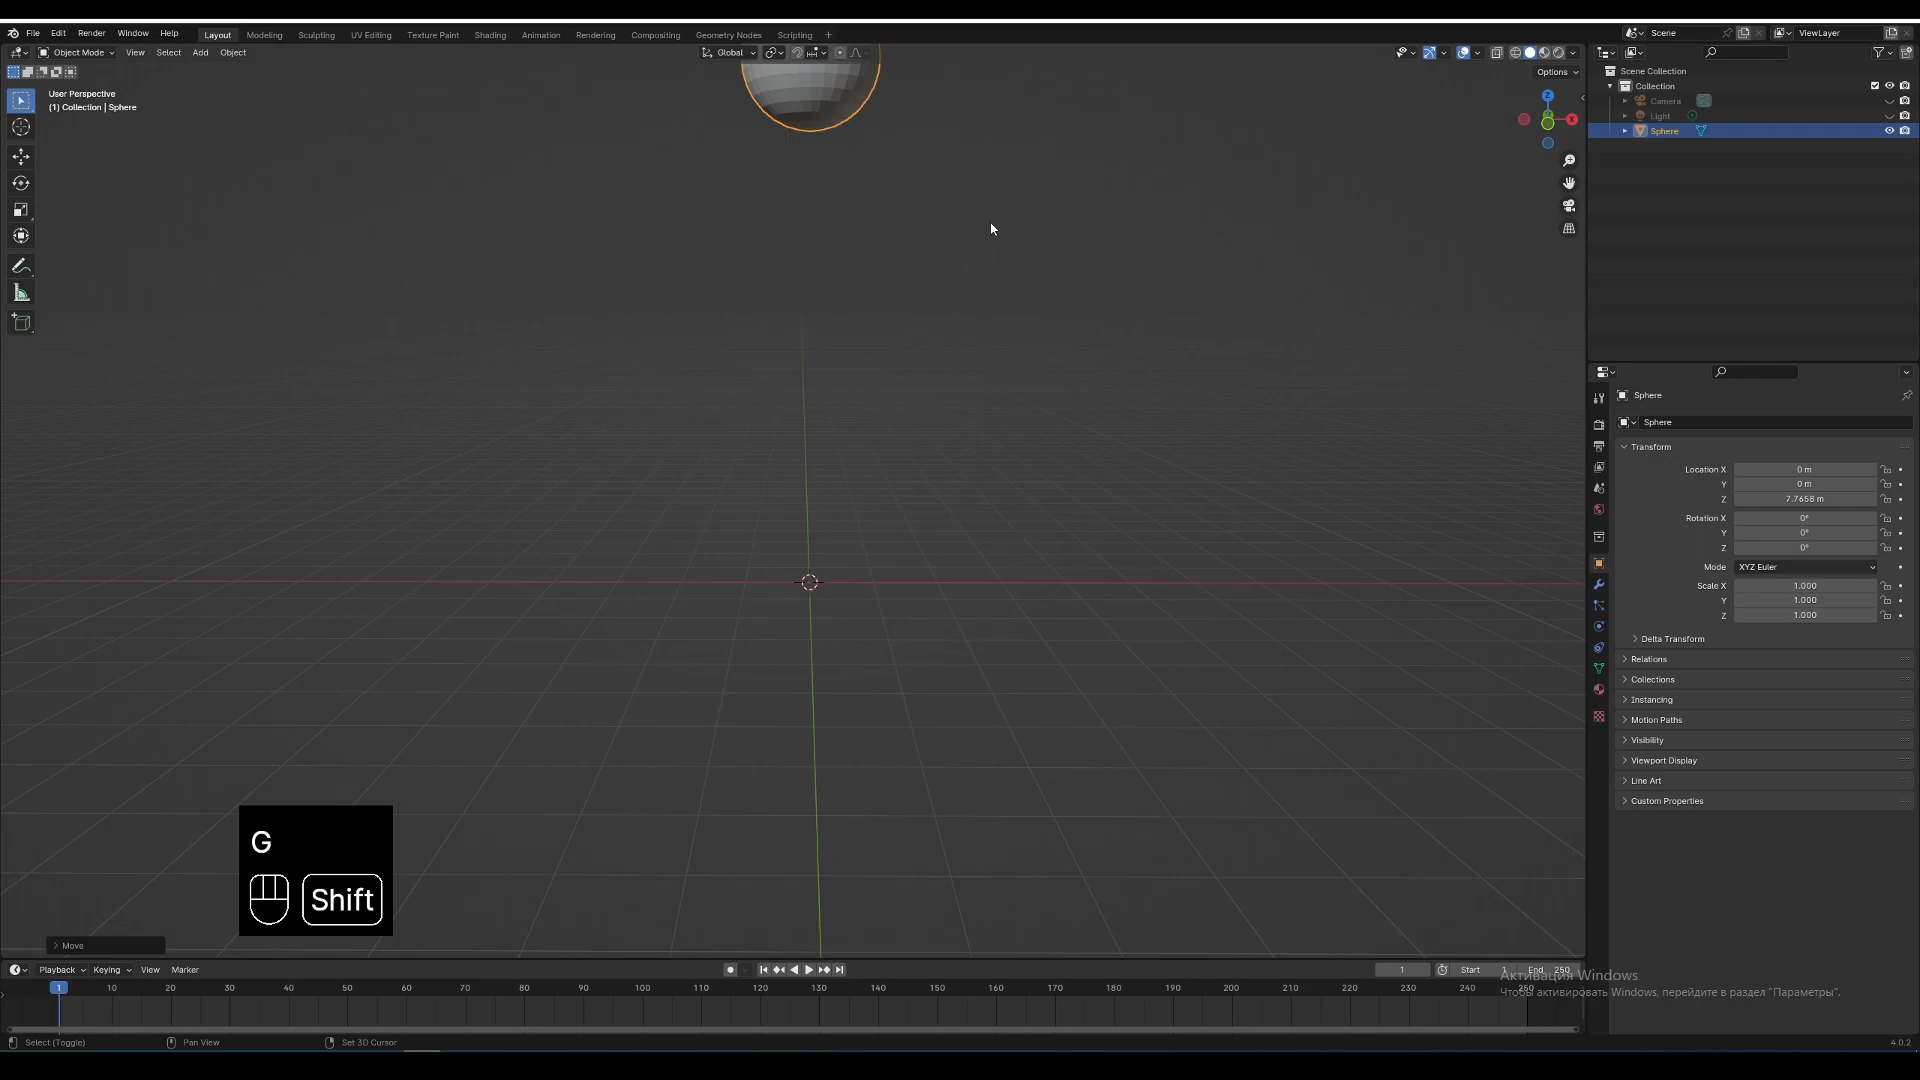 File Edit Render Window Help Layout Modeling Sculpting UV Editing Texture Paint Shading Animation Rendering Compositing Geometry Nodes Scripting + Scene ViewLayer
Object Mode View Select Add Object Global
Options
User Perspective
(1) Collection | Sphere
Z
X
Scene Collection
Collection
Camera
Light
Sphere
Sphere
Sphere
Transform
Location X 0 m
Y 0 m
Z 7.7658 m
Rotation X 0°
Y 0°
Z 0°
Mode XYZ Euler
Scale X 1.000
Y 1.000
Z 1.000
Delta Transform
Relations
Collections
Instancing
Motion Paths
Visibility
Viewport Display
Line Art
Custom Properties
G
Shift
Move
Playback Keying View Marker 1 Start 1 End 250
Активация Windows
Чтобы активировать Windows, перейдите в раздел "Параметры".
1 10 20 30 40 50 60 70 80 90 100 110 120 130 140 150 160 170 180 190 200 210 220 230 240 250
Select (Toggle) Pan View Set 3D Cursor 4.0.2